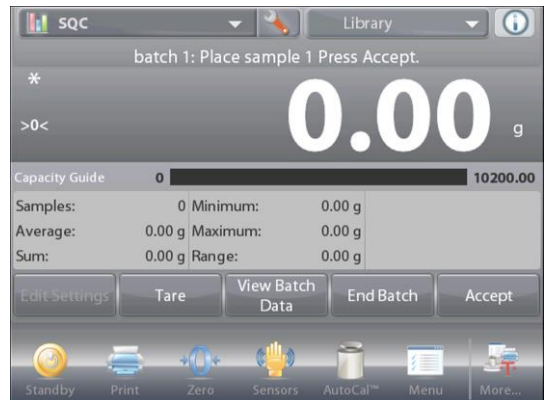 SQC
Library
batch 1: Place sample 1 Press Accept.
*
>0<
0.00 g
Capacity Guide 0 10200.00
Samples: 0 Minimum: 0.00 g
Average: 0.00 g Maximum: 0.00 g
Sum: 0.00 g Range: 0.00 g
Edit Settings
Tare
View Batch
Data
End Batch
Accept
Standby
Print
Zero
Sensors
AutoCal™
Menu
More...